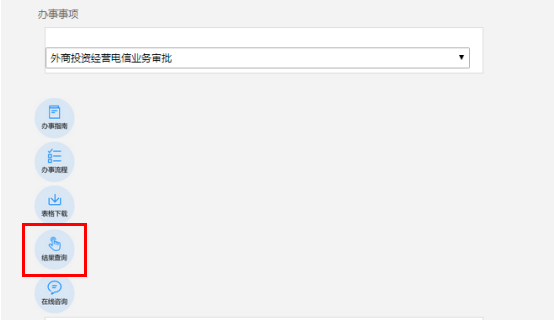 办事事项
外商投资经营电信业务审批
办事指南
办事流程
表格下载
结果查询
在线咨询